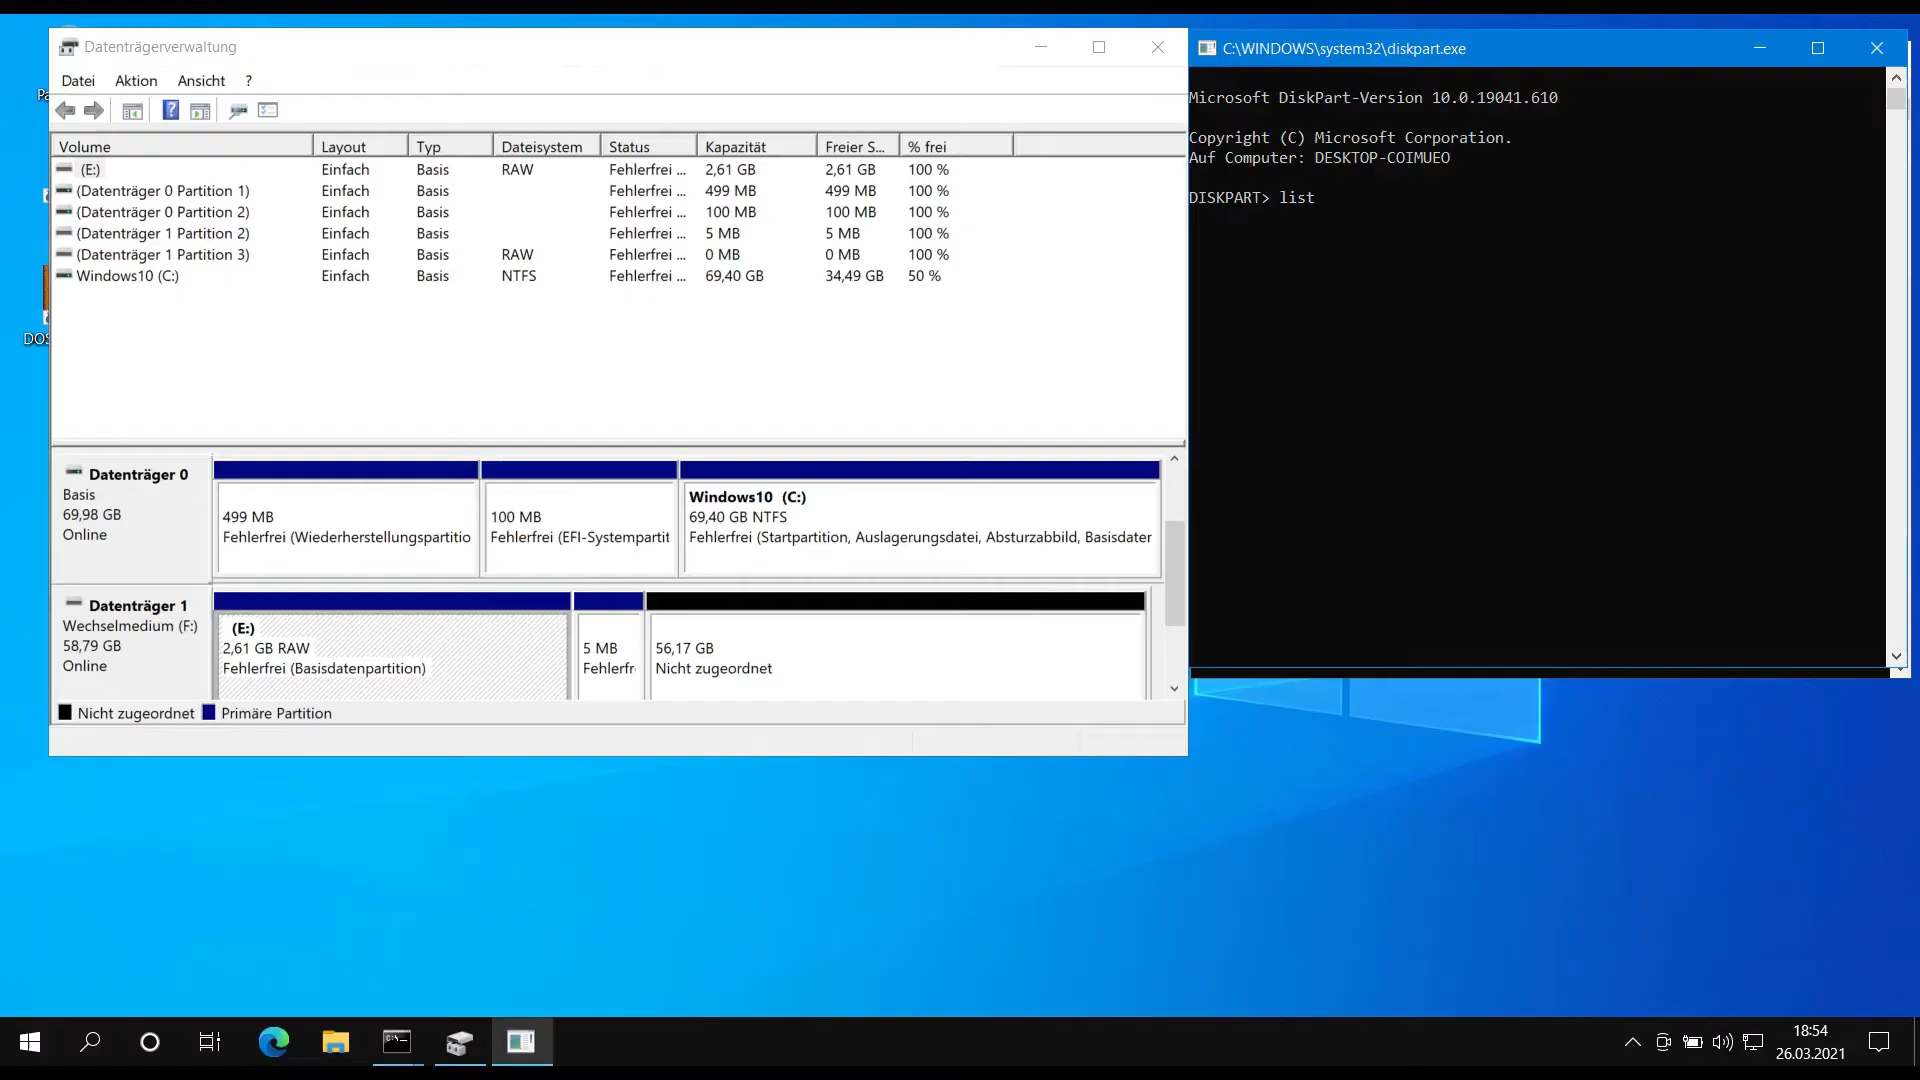 Datenträgerverwaltung
Datei Aktion Ansicht ?
Volume Layout Typ Dateisystem Status Kapazität Freier S... % frei
(E:) Einfach Basis RAW Fehlerfrei ... 2,61 GB 2,61 GB 100 %
(Datenträger 0 Partition 1) Einfach Basis Fehlerfrei ... 499 MB 499 MB 100 %
(Datenträger 0 Partition 2) Einfach Basis Fehlerfrei ... 100 MB 100 MB 100 %
(Datenträger 1 Partition 2) Einfach Basis Fehlerfrei ... 5 MB 5 MB 100 %
(Datenträger 1 Partition 3) Einfach Basis RAW Fehlerfrei ... 0 MB 0 MB 100 %
Windows10 (C:) Einfach Basis NTFS Fehlerfrei ... 69,40 GB 34,49 GB 50 %
Datenträger 0
Basis
69,98 GB
Online
499 MB
Fehlerfrei (Wiederherstellungspartitio
100 MB
Fehlerfrei (EFI-Systempartit
Windows10 (C:)
69,40 GB NTFS
Fehlerfrei (Startpartition, Auslagerungsdatei, Absturzabbild, Basisdaten
Datenträger 1
Wechselmedium (F:)
58,79 GB
Online
(E:)
2,61 GB RAW
Fehlerfrei (Basisdatenpartition)
5 MB
Fehlerfr
56,17 GB
Nicht zugeordnet
Nicht zugeordnet Primäre Partition
C:\WINDOWS\system32\diskpart.exe
Microsoft DiskPart-Version 10.0.19041.610
Copyright (C) Microsoft Corporation.
Auf Computer: DESKTOP-COIMUEO
DISKPART> list
Pa
DOS
18:54
26.03.2021